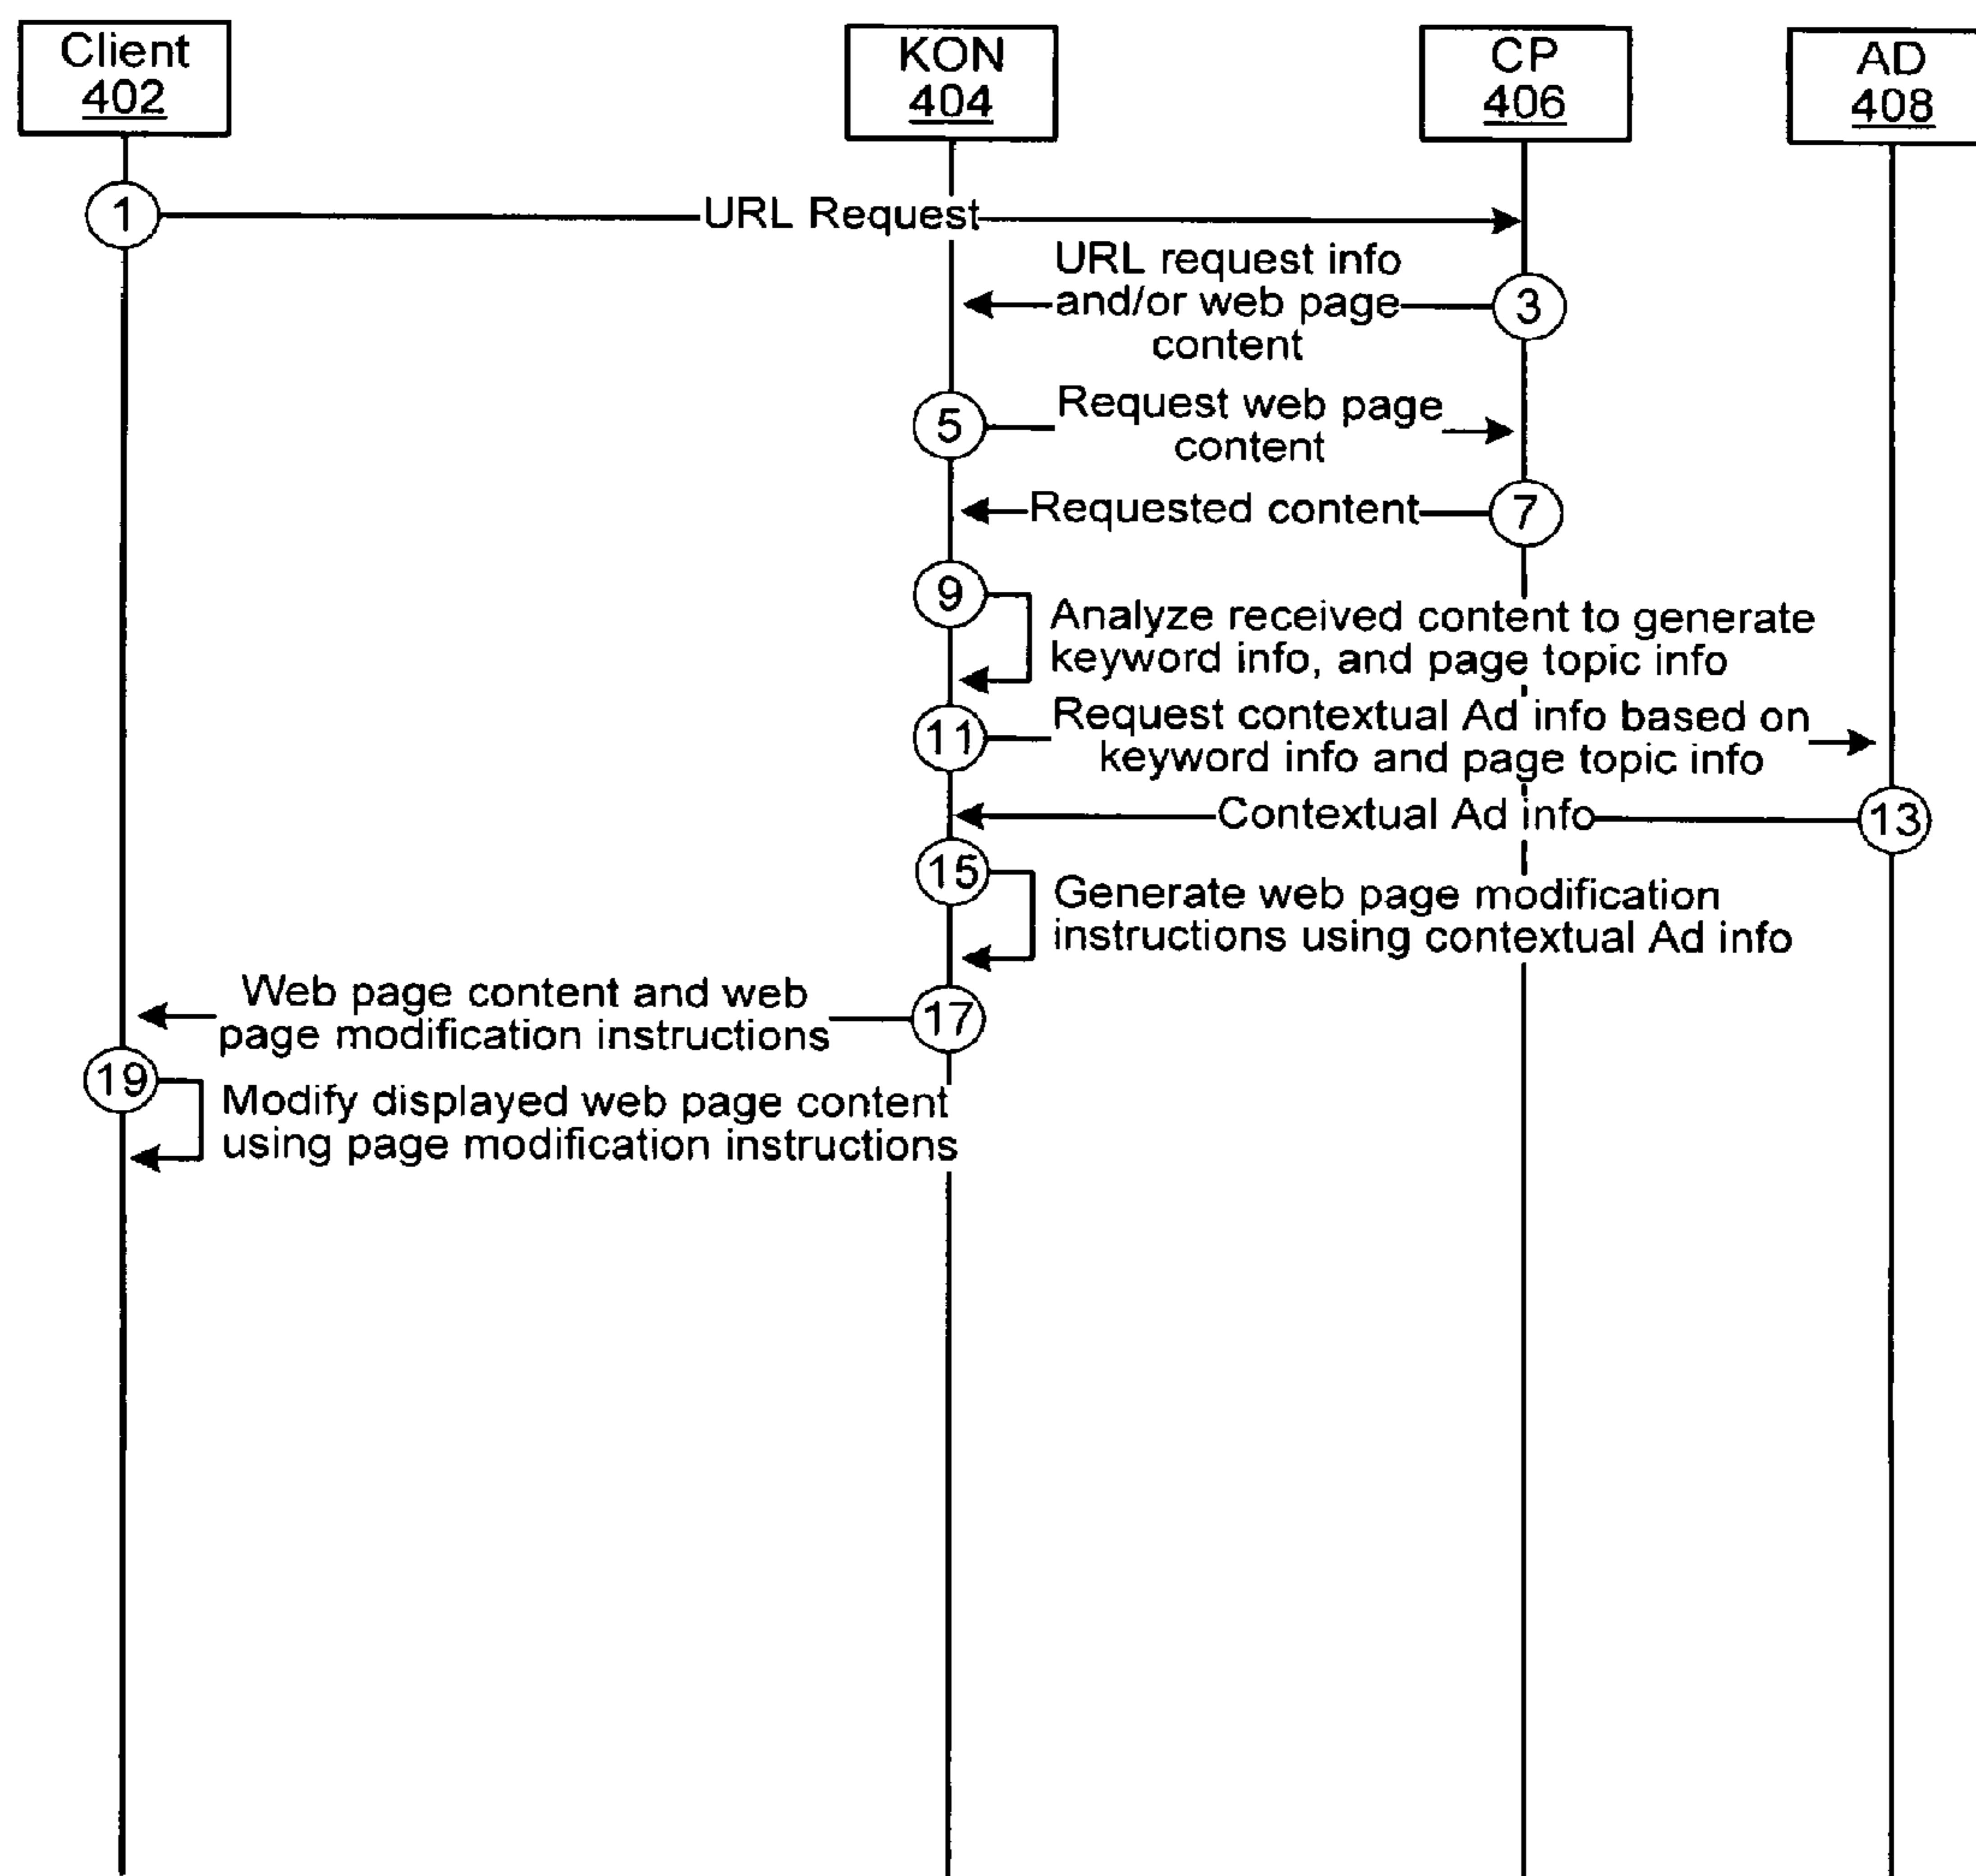 Client
402
KON
404
CP
406
AD
408
1
URL Request
URL request info
and/or web page
content
3
5
Request web page
content
Requested content
7
9
Analyze received content to generate
keyword info, and page topic info
11
Request contextual Ad info based on
keyword info and page topic info
Contextual Ad info
13
15
Generate web page modification
instructions using contextual Ad info
Web page content and web
page modification instructions
17
19
Modify displayed web page content
using page modification instructions